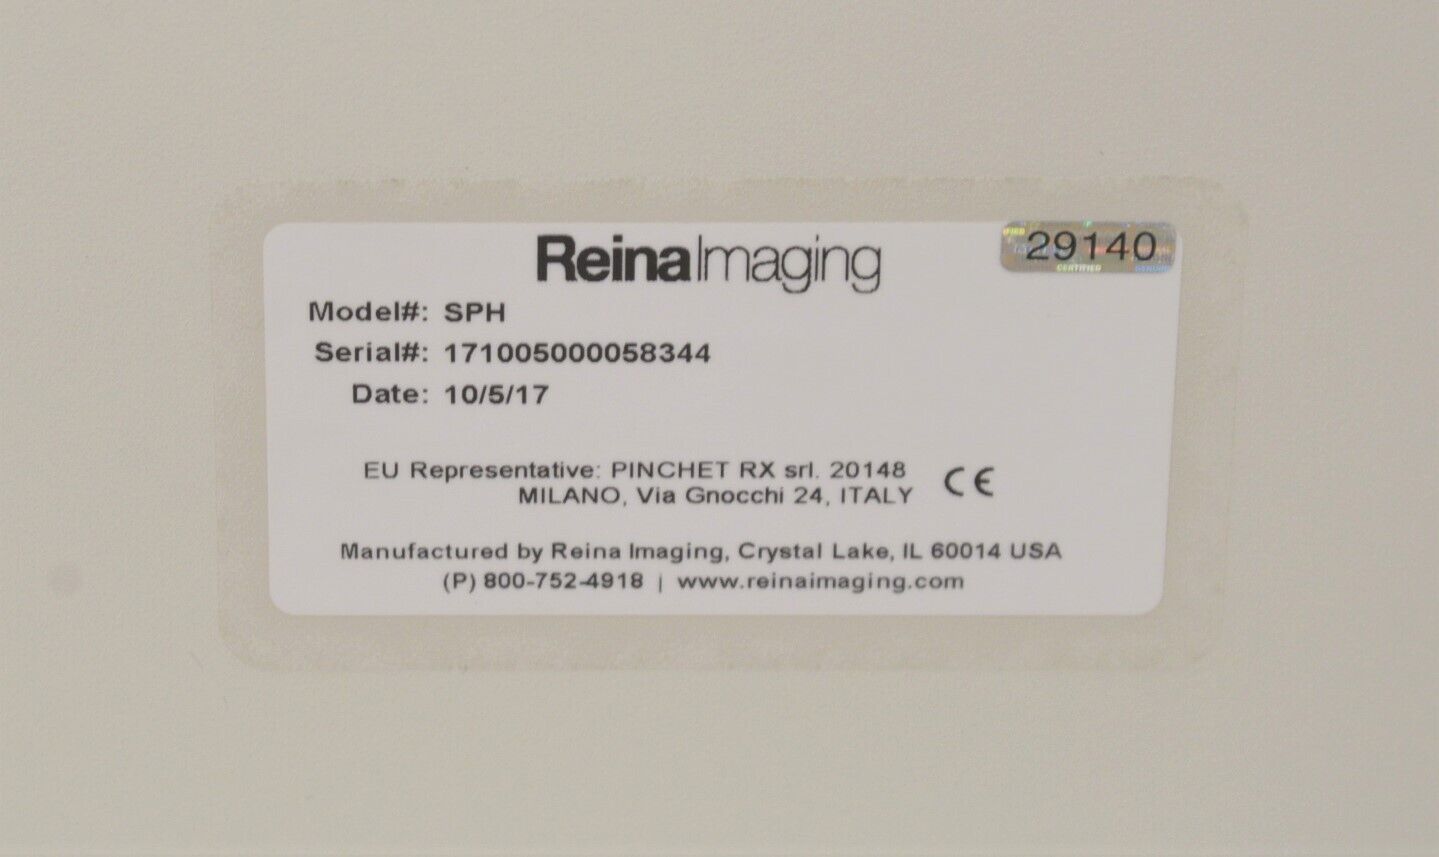 ReinaImaging
29140
CERTIFIED
Model#: SPH
Serial#: 171005000058344
Date: 10/5/17
EU Representative: PINCHET RX srl. 20148
MILANO, Via Gnocchi 24, ITALY
CE
Manufactured by Reina Imaging, Crystal Lake, IL 60014 USA
(P) 800-752-4918 | www.reinaimaging.com